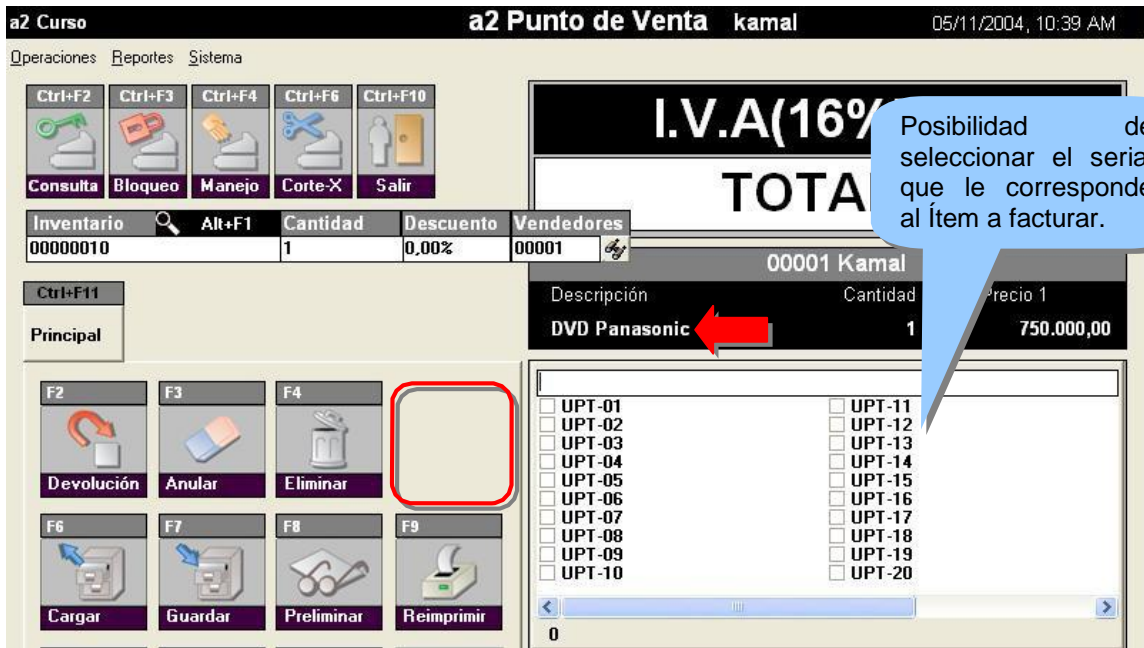 a2 Curso
a2 Punto de Venta kamal
05/11/2004, 10:39 AM
Operaciones Reportes Sistema
Ctrl+F2 Ctrl+F3 Ctrl+F4 Ctrl+F6 Ctrl+F10
Consulta Bloqueo Manejo Corte-X Salir
I.V.A(16%
TOTA
Posibilidad de
seleccionar el seria
que le corresponde
al Ítem a facturar.
Inventario Alt+F1 Cantidad Descuento Vendedores
00000010 1 0,00% 00001
00001 Kamal
Descripción Cantidad Precio 1
DVD Panasonic 1 750.000,00
Ctrl+F11
Principal
F2 F3 F4
Devolución Anular Eliminar
F6 F7 F8 F9
Cargar Guardar Preliminar Reimprimir
UPT-01 UPT-11
UPT-02 UPT-12
UPT-03 UPT-13
UPT-04 UPT-14
UPT-05 UPT-15
UPT-06 UPT-16
UPT-07 UPT-17
UPT-08 UPT-18
UPT-09 UPT-19
UPT-10 UPT-20
0